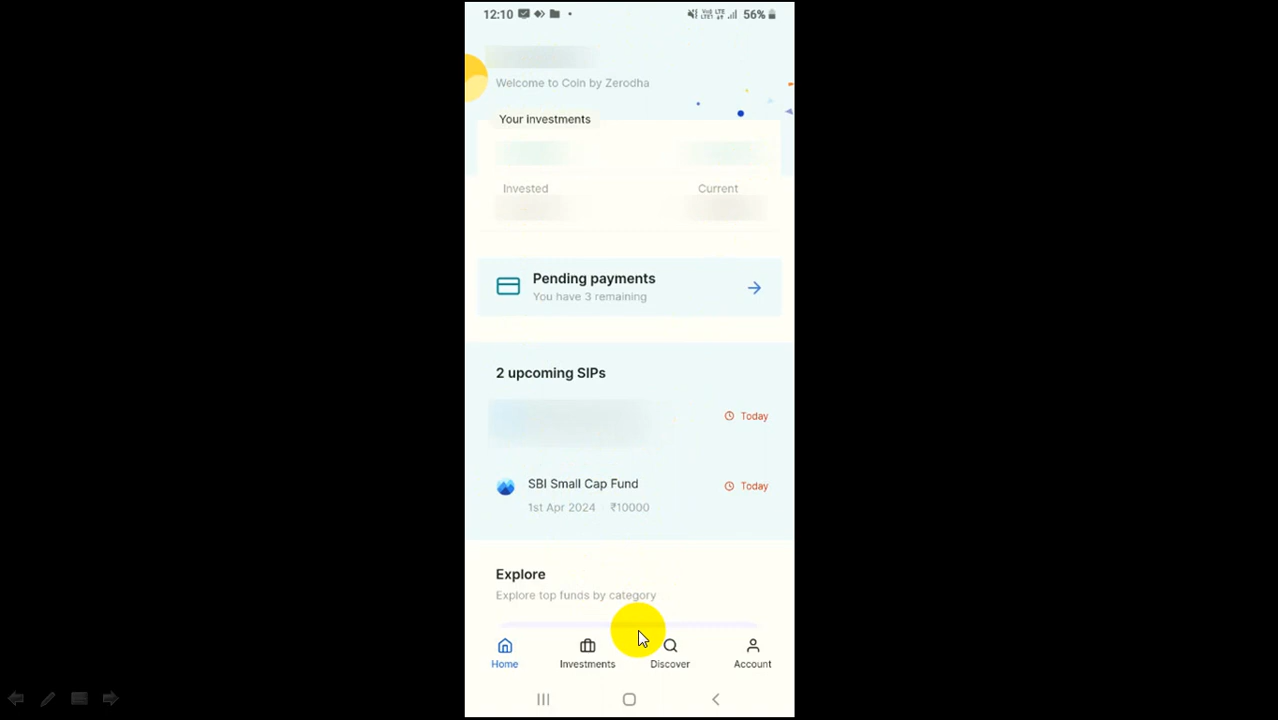 12:10
56%
Welcome to Coin by Zerodha
Your investments
Invested
Current
Pending payments
You have 3 remaining
2 upcoming SIPs
Today
SBI Small Cap Fund
Today
1st Apr 2024 · ₹10000
Explore
Explore top funds by category
Home
Investments
Discover
Account